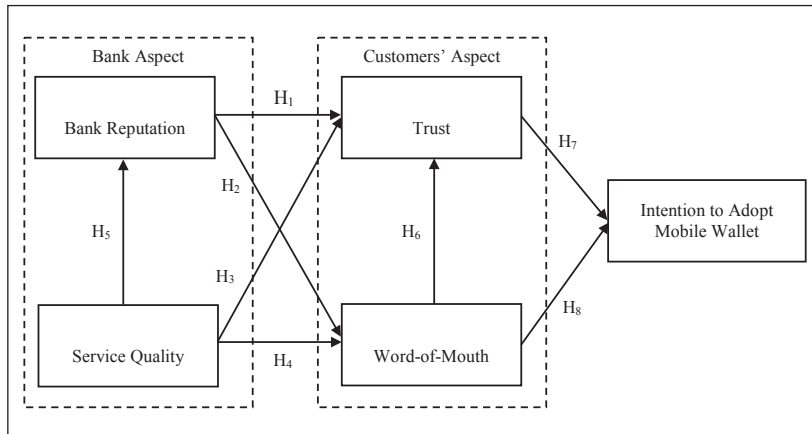 Bank Aspect
Customers' Aspect
Bank Reputation
H1
Trust
H7
H2
Intention to Adopt
Mobile Wallet
H5
H6
H3
H8
Service Quality
H4
Word-of-Mouth